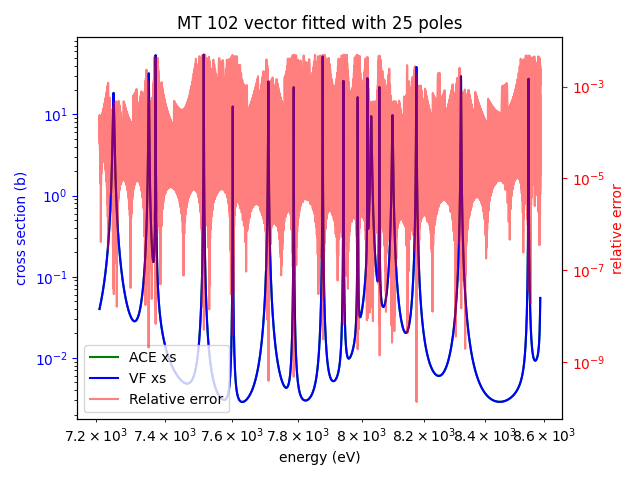 MT 102 vector fitted with 25 poles
10¹
10⁰
10⁻¹
10⁻²
cross section (b)
10⁻³
10⁻⁵
10⁻⁷
10⁻⁹
relative error
ACE xs
VF xs
Relative error
7.2 × 10³ 7.4 × 10³ 7.6 × 10³ 7.8 × 10³ 8 × 10³ 8.2 × 10³ 8.4 × 10³ 8.6 × 10³
energy (eV)